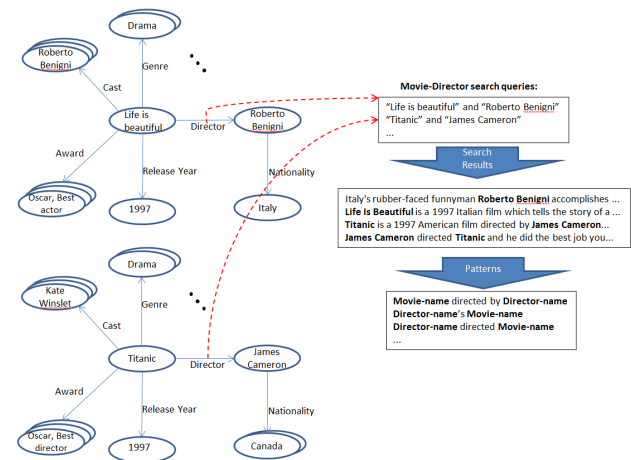 Drama
Roberto
Benigni
Genre
Cast
Life is
beautiful
Director
Roberto
Benigni
Award
Release Year
Nationality
Oscar, Best
actor
1997
Italy
Drama
Kate
Winslet
Genre
Cast
Titanic
Director
James
Cameron
Award
Release Year
Nationality
Oscar, Best
director
1997
Canada
Movie-Director search queries:
“Life is beautiful” and “Roberto Benigni”
“Titanic” and “James Cameron”
...
Search
Results
Italy's rubber-faced funnyman Roberto Benigni accomplishes ...
Life Is Beautiful is a 1997 Italian film which tells the story of a ...
Titanic is a 1997 American film directed by James Cameron...
James Cameron directed Titanic and he did the best job you...
Patterns
Movie-name directed by Director-name
Director-name's Movie-name
Director-name directed Movie-name
...